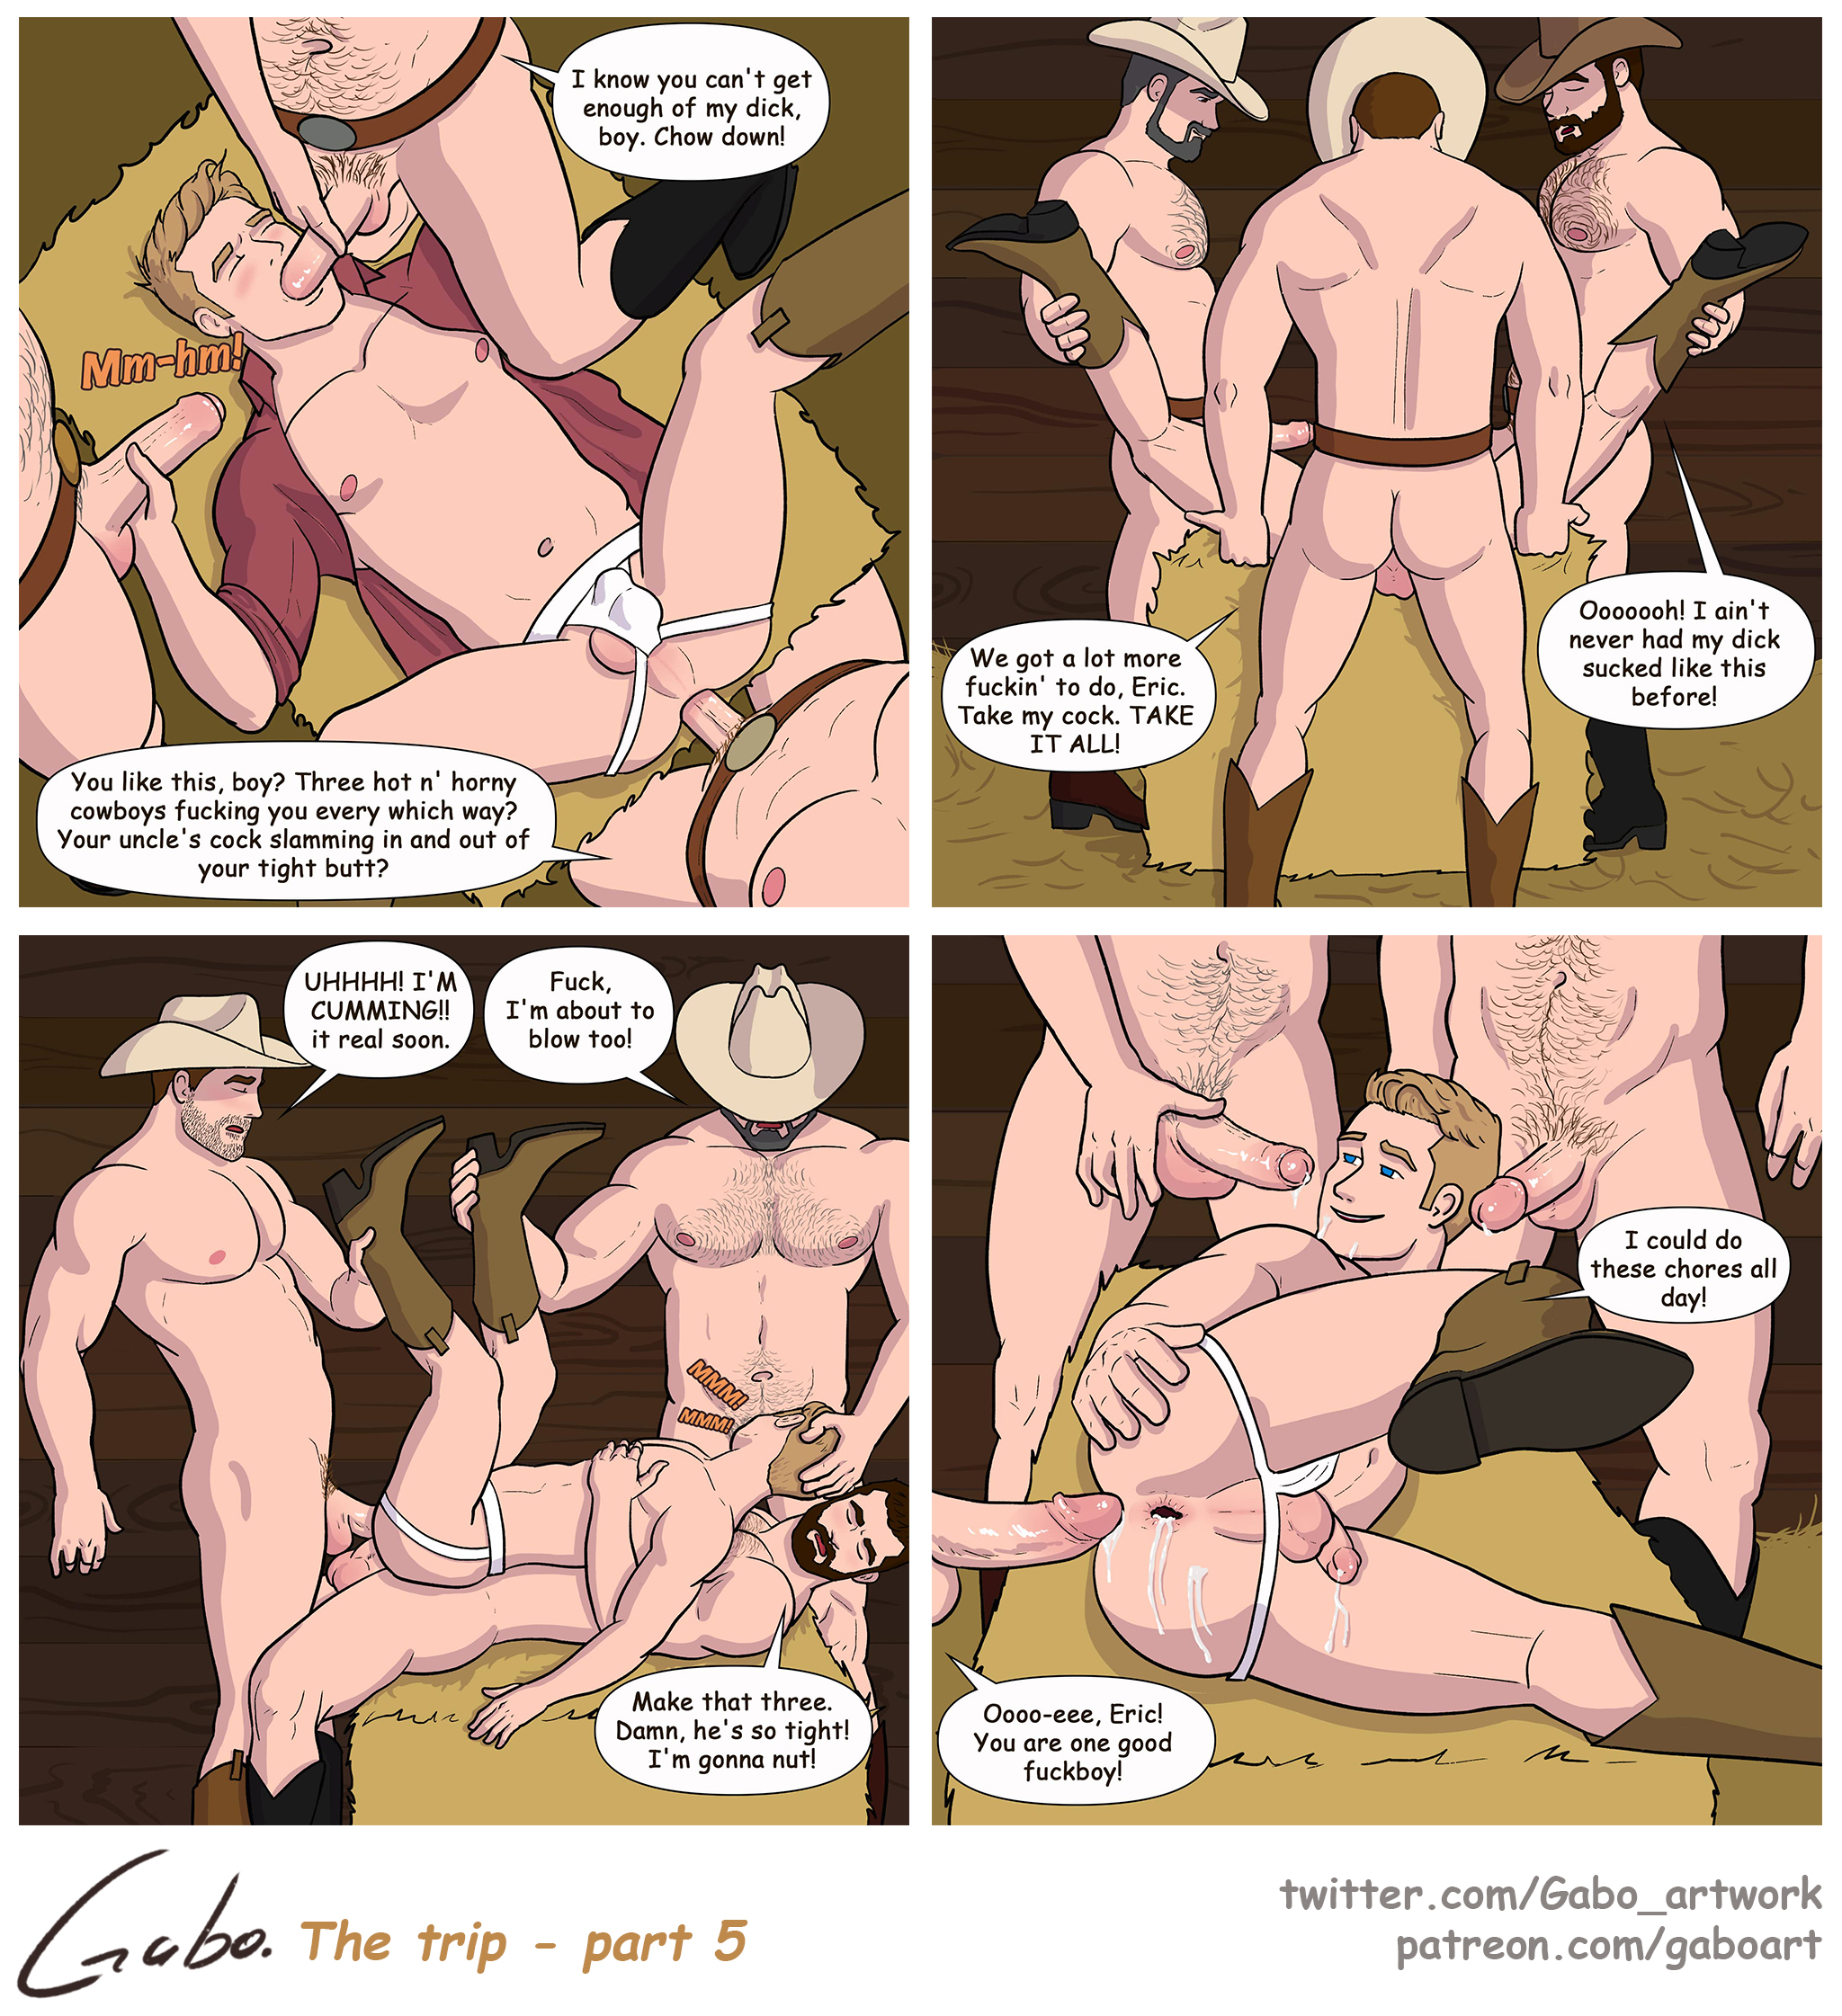 I know you can't get
enough of my dick,
boy. Chow down!
Mm-hm!
You like this, boy? Three hot n' horny
cowboys fucking you every which way?
Your uncle's cock slamming in and out of
your tight butt?
We got a lot more
fuckin' to do, Eric.
Take my cock. TAKE
IT ALL!
Ooooooh! I ain't
never had my dick
sucked like this
before!
UHHHH! I'M
CUMMING!!
it real soon.
Fuck,
I'm about to
blow too!
MMM!
MMM!
Make that three.
Damn, he's so tight!
I'm gonna nut!
I could do
these chores all
day!
Oooo-eee, Eric!
You are one good
fuckboy!
Gabo.
The trip - part 5
twitter.com/Gabo_artwork
patreon.com/gaboart